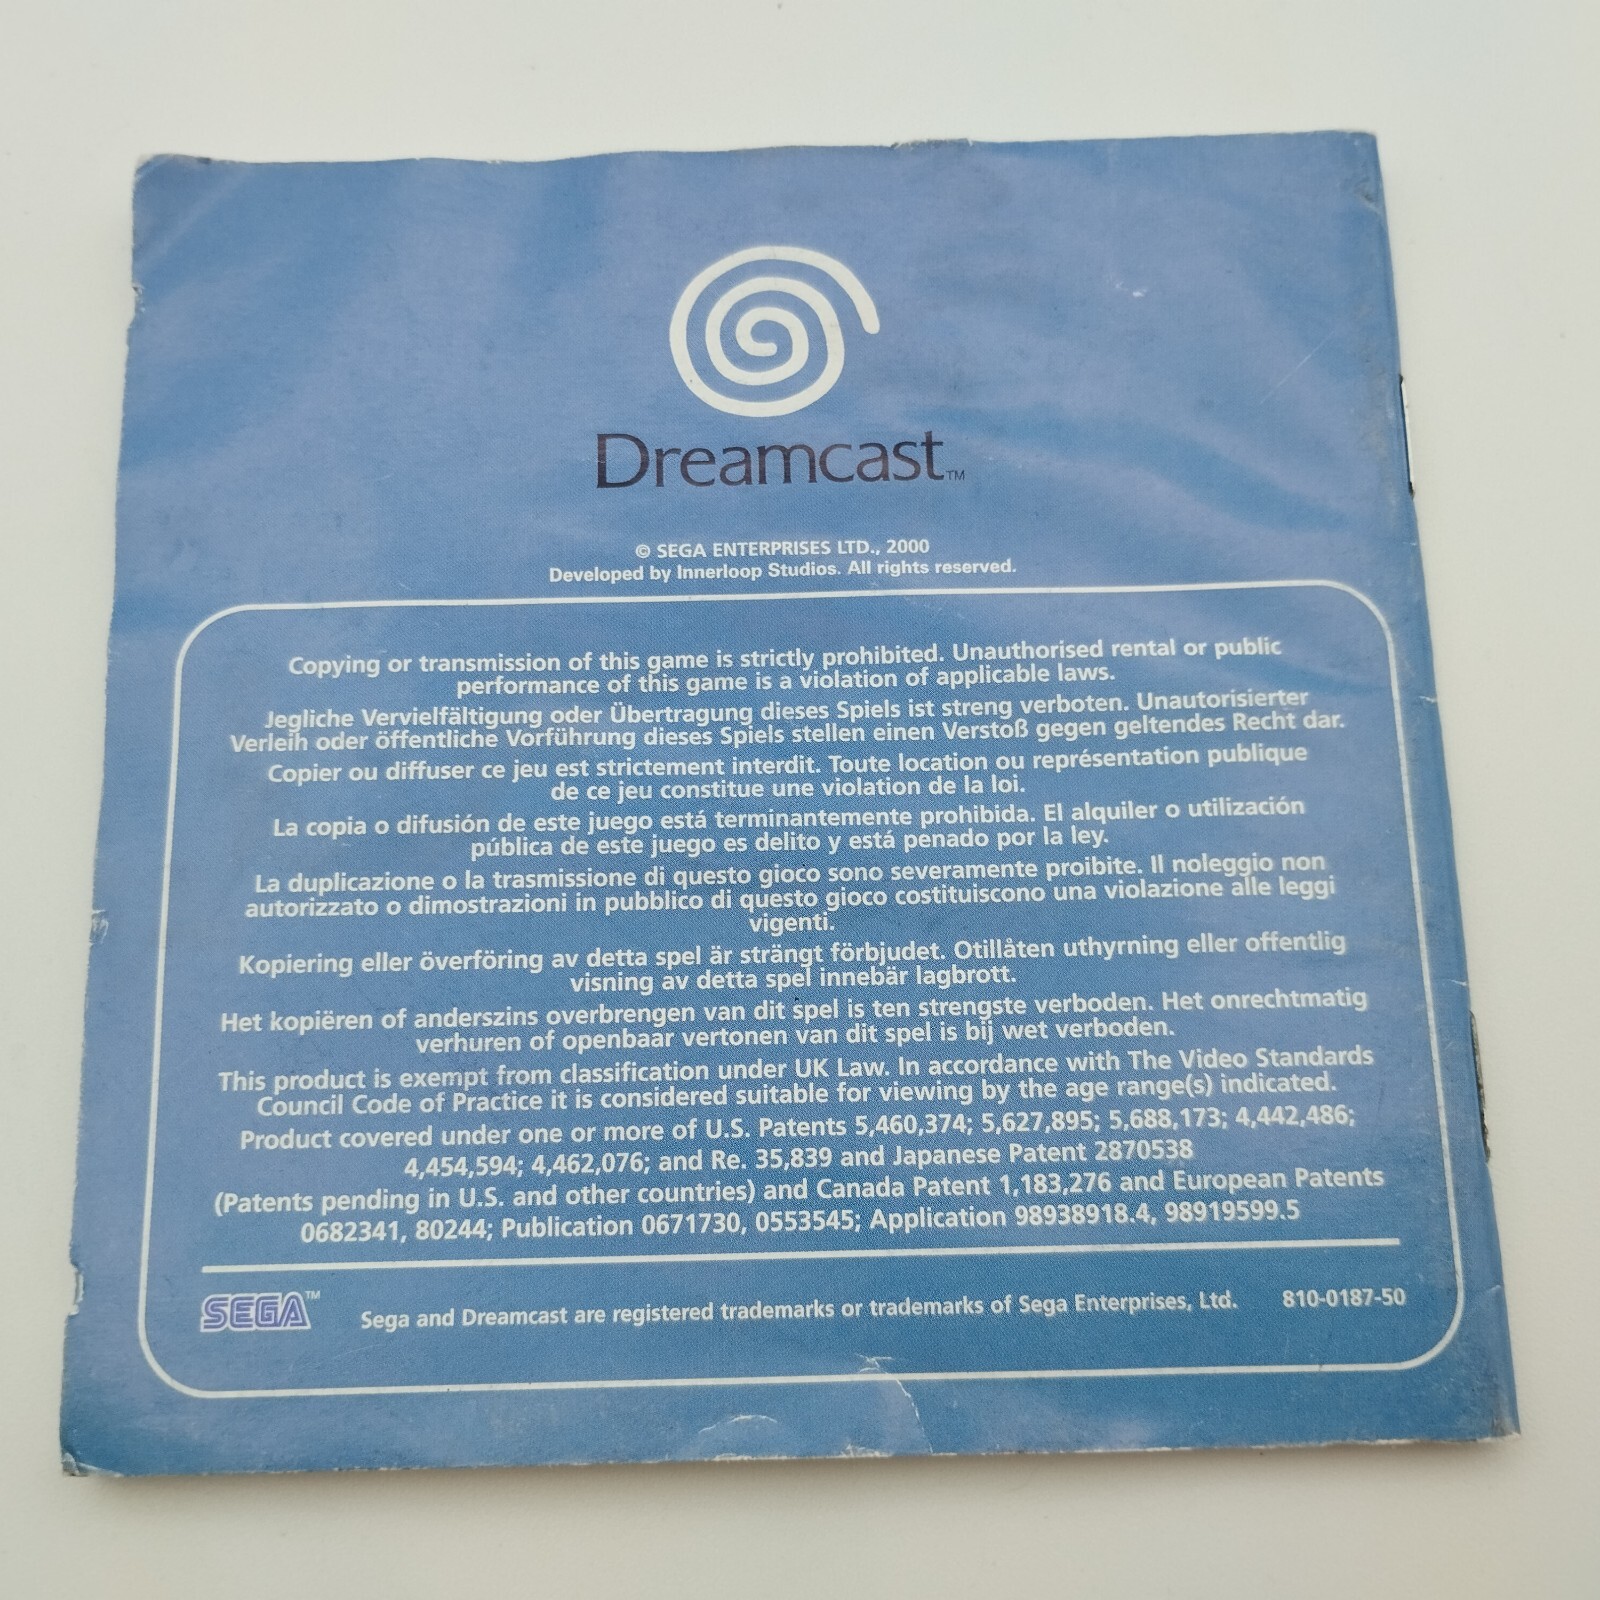 Dreamcast™
© SEGA ENTERPRISES LTD., 2000
Developed by Innerloop Studios. All rights reserved.
Copying or transmission of this game is strictly prohibited. Unauthorised rental or public
performance of this game is a violation of applicable laws.
Jegliche Vervielfältigung oder Übertragung dieses Spiels ist streng verboten. Unautorisierter
Verleih oder öffentliche Vorführung dieses Spiels stellen einen Verstoß gegen geltendes Recht dar.
Copier ou diffuser ce jeu est strictement interdit. Toute location ou représentation publique
de ce jeu constitue une violation de la loi.
La copia o difusión de este juego está terminantemente prohibida. El alquiler o utilización
pública de este juego es delito y está penado por la ley.
La duplicazione o la trasmissione di questo gioco sono severamente proibite. Il noleggio non
autorizzato o dimostrazioni in pubblico di questo gioco costituiscono una violazione alle leggi
vigenti.
Kopiering eller överföring av detta spel är strängt förbjudet. Otillåten uthyrning eller offentlig
visning av detta spel innebär lagbrott.
Het kopiëren of anderszins overbrengen van dit spel is ten strengste verboden. Het onrechtmatig
verhuren of openbaar vertonen van dit spel is bij wet verboden.
This product is exempt from classification under UK Law. In accordance with The Video Standards
Council Code of Practice it is considered suitable for viewing by the age range(s) indicated.
Product covered under one or more of U.S. Patents 5,460,374; 5,627,895; 5,688,173; 4,442,486;
4,454,594; 4,462,076; and Re. 35,839 and Japanese Patent 2870538
(Patents pending in U.S. and other countries) and Canada Patent 1,183,276 and European Patents
0682341, 80244; Publication 0671730, 0553545; Application 98938918.4, 98919599.5
SEGA™ Sega and Dreamcast are registered trademarks or trademarks of Sega Enterprises, Ltd. 810-0187-50